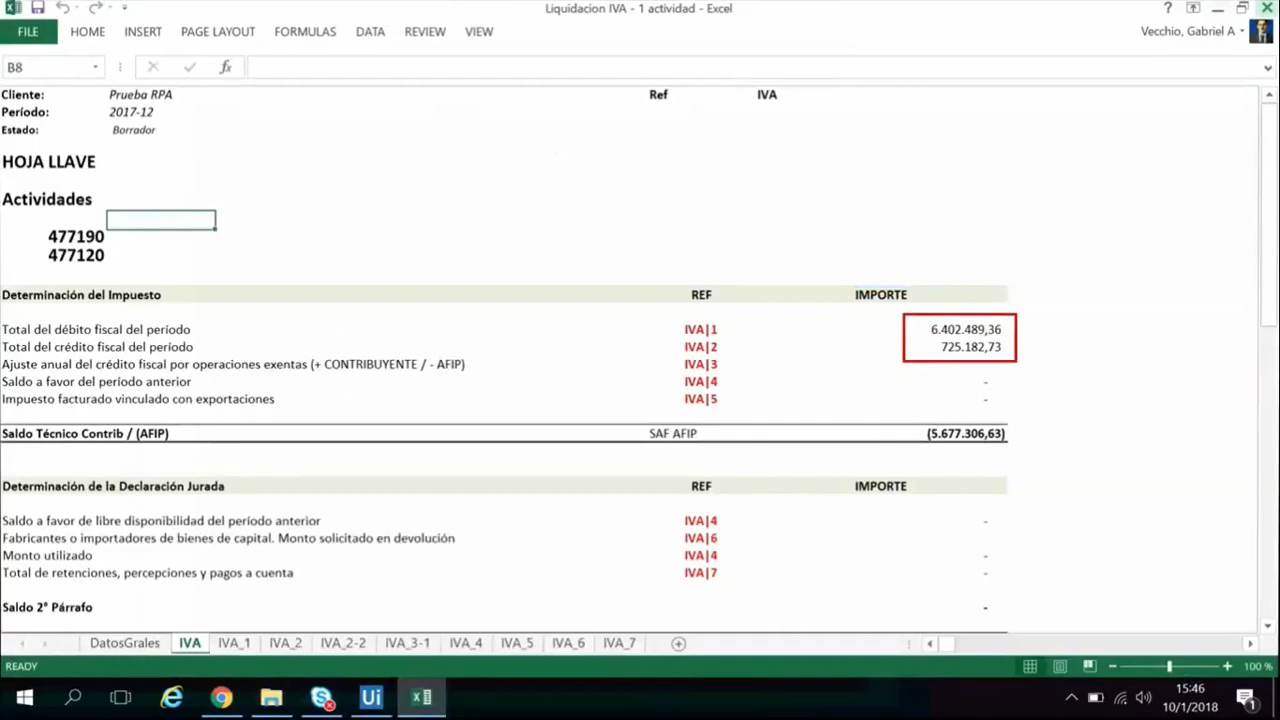 Liquidacion IVA - 1 actividad - Excel
?
FILE HOME INSERT PAGE LAYOUT FORMULAS DATA REVIEW VIEW Vecchio, Gabriel A
B8 fx
Cliente: Prueba RPA Ref IVA
Período: 2017-12
Estado: Borrador
HOJA LLAVE
Actividades
477190
477120
Determinación del Impuesto REF IMPORTE
Total del débito fiscal del período IVA|1 6.402.489,36
Total del crédito fiscal del período IVA|2 725.182,73
Ajuste anual del crédito fiscal por operaciones exentas (+ CONTRIBUYENTE / - AFIP) IVA|3
Saldo a favor del período anterior IVA|4 -
Impuesto facturado vinculado con exportaciones IVA|5 -
Saldo Técnico Contrib / (AFIP) SAF AFIP (5.677.306,63)
Determinación de la Declaración Jurada REF IMPORTE
Saldo a favor de libre disponibilidad del período anterior IVA|4 -
Fabricantes o importadores de bienes de capital. Monto solicitado en devolución IVA|6
Monto utilizado IVA|4 -
Total de retenciones, percepciones y pagos a cuenta IVA|7 -
Saldo 2° Párrafo -
DatosGrales IVA IVA_1 IVA_2 IVA_2-2 IVA_3-1 IVA_4 IVA_5 IVA_6 IVA_7
READY 100 %
Ui 15:46
10/1/2018 1